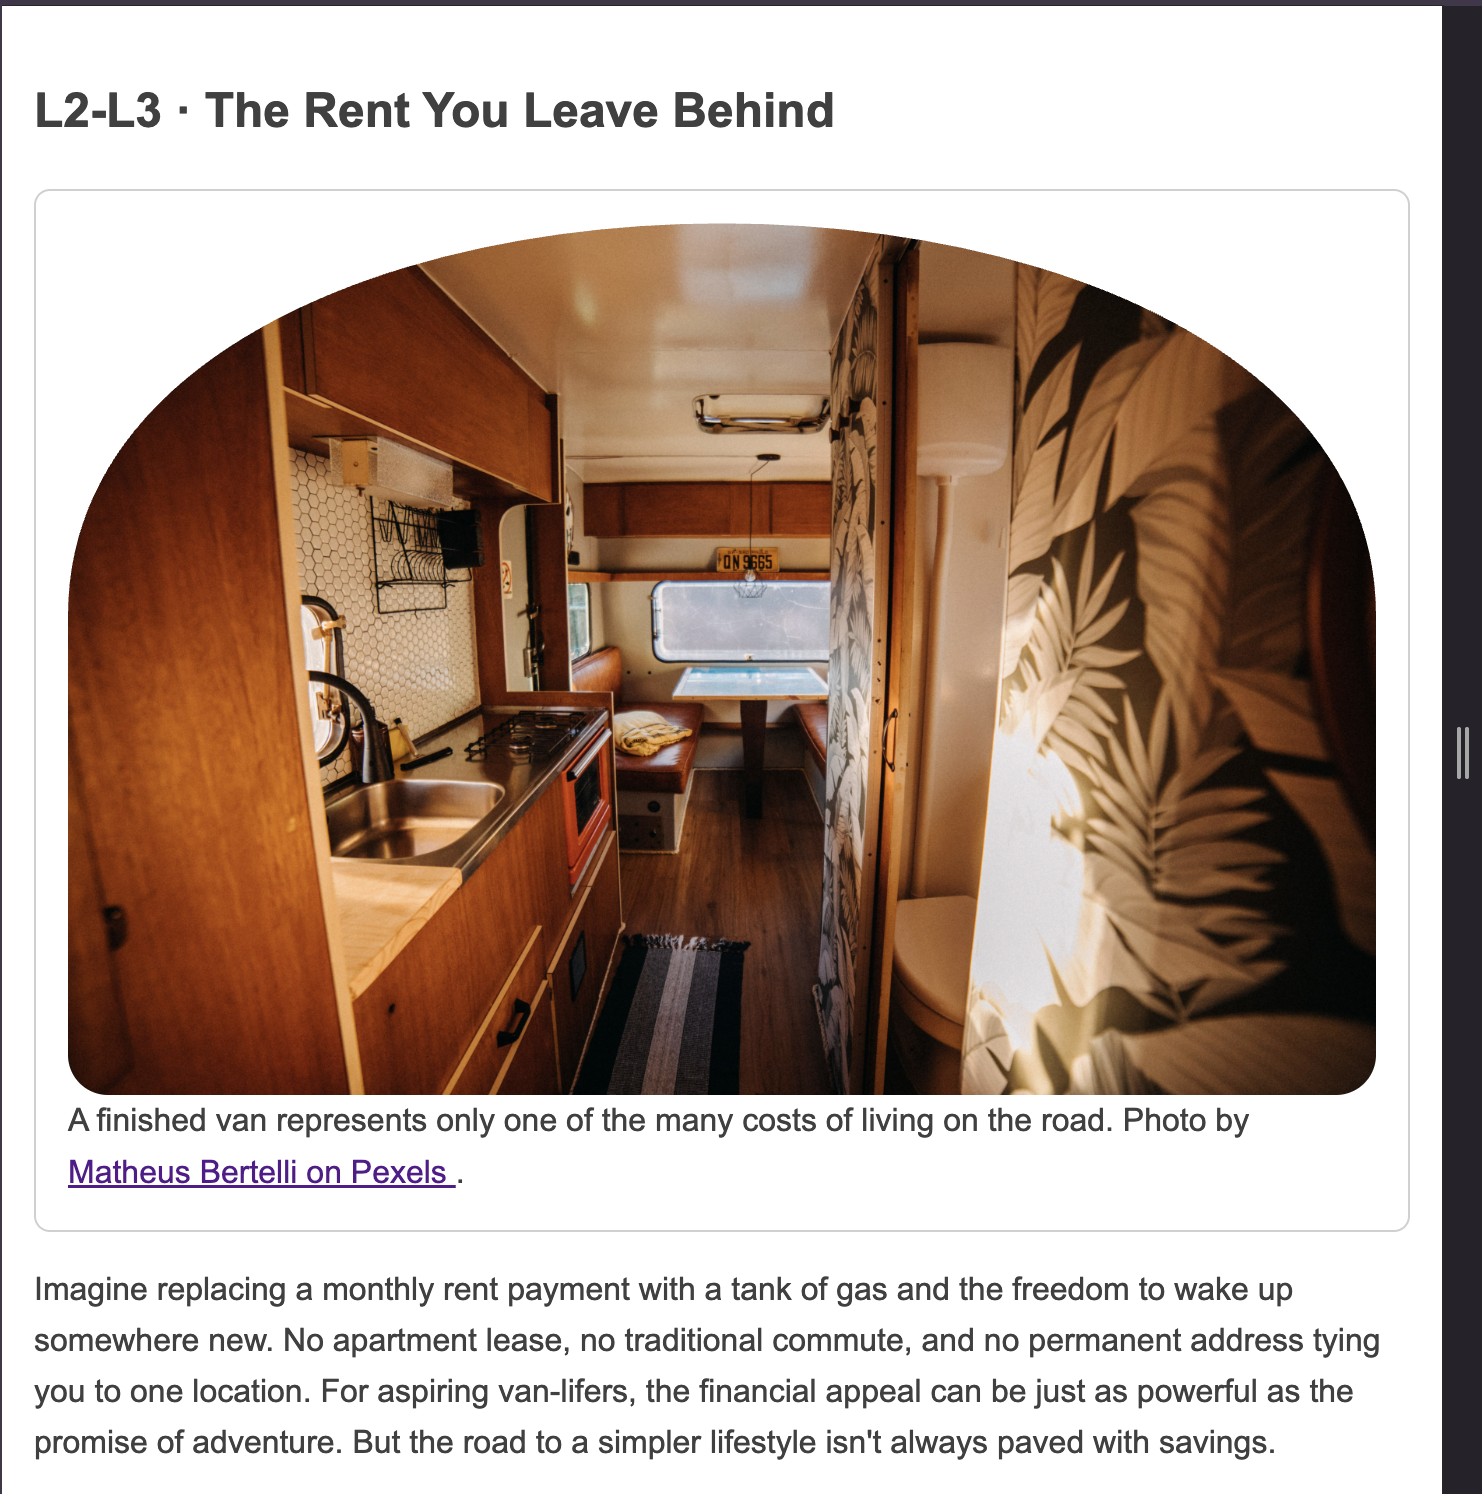 L2-L3 · The Rent You Leave Behind
QN 9665
A finished van represents only one of the many costs of living on the road. Photo by
Matheus Bertelli on Pexels .
Imagine replacing a monthly rent payment with a tank of gas and the freedom to wake up
somewhere new. No apartment lease, no traditional commute, and no permanent address tying
you to one location. For aspiring van-lifers, the financial appeal can be just as powerful as the
promise of adventure. But the road to a simpler lifestyle isn't always paved with savings.